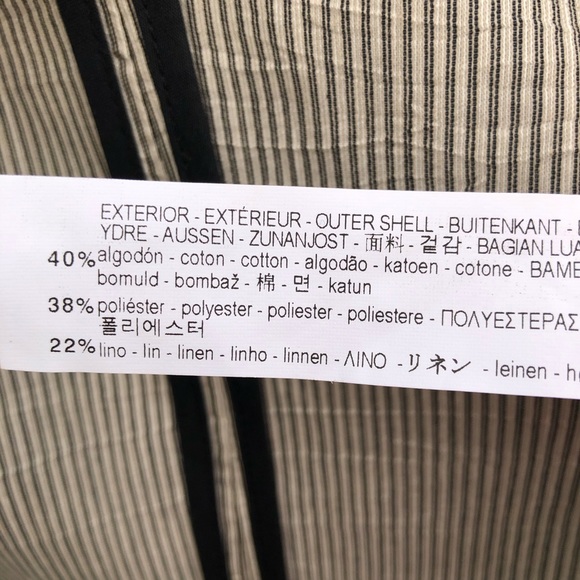 EXTERIOR - EXTÉRIEUR - OUTER SHELL - BUITENKANT -
YDRE - AUSSEN - ZUNANJOST - 面料 - 겉감 - BAGIAN
40% algodón - coton - cotton - algodão - katoen - cotone -
bomuld - bombaž - 棉 - 면 - katun
38% poliéster - polyester - poliester - poliestere - ΠΟΛΥΕΣΤΕΡΑΣ
폴리에스터
22% lino - lin - linen - linho - linnen - ΛΙΝΟ - リネン - leinen -